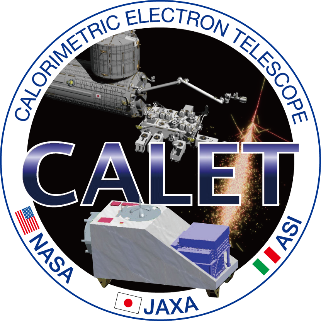 CALORIMETRIC ELECTRON TELESCOPE
CALET
NASA
JAXA
ASI